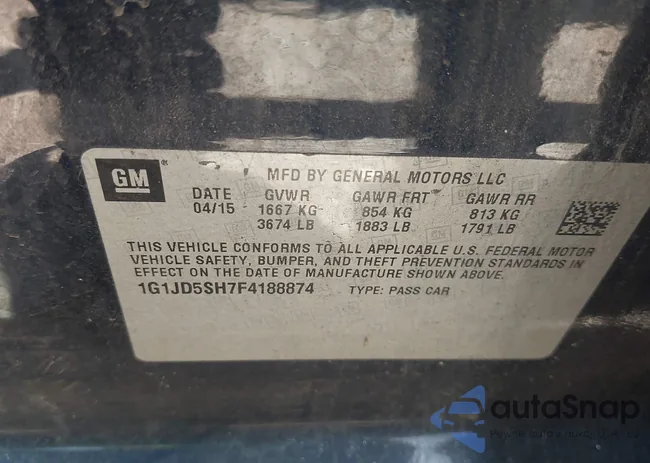 GM
MFD BY GENERAL MOTORS LLC
DATE GVWR GAWR FRT GAWR RR
04/15 1667 KG 854 KG 813 KG
3674 LB 1883 LB 1791 LB
THIS VEHICLE CONFORMS TO ALL APPLICABLE U.S. FEDERAL MOTOR
VEHICLE SAFETY, BUMPER, AND THEFT PREVENTION STANDARDS IN
EFFECT ON THE DATE OF MANUFACTURE SHOWN ABOVE.
1G1JD5SH7F4188874 TYPE: PASS CAR
autoSnap